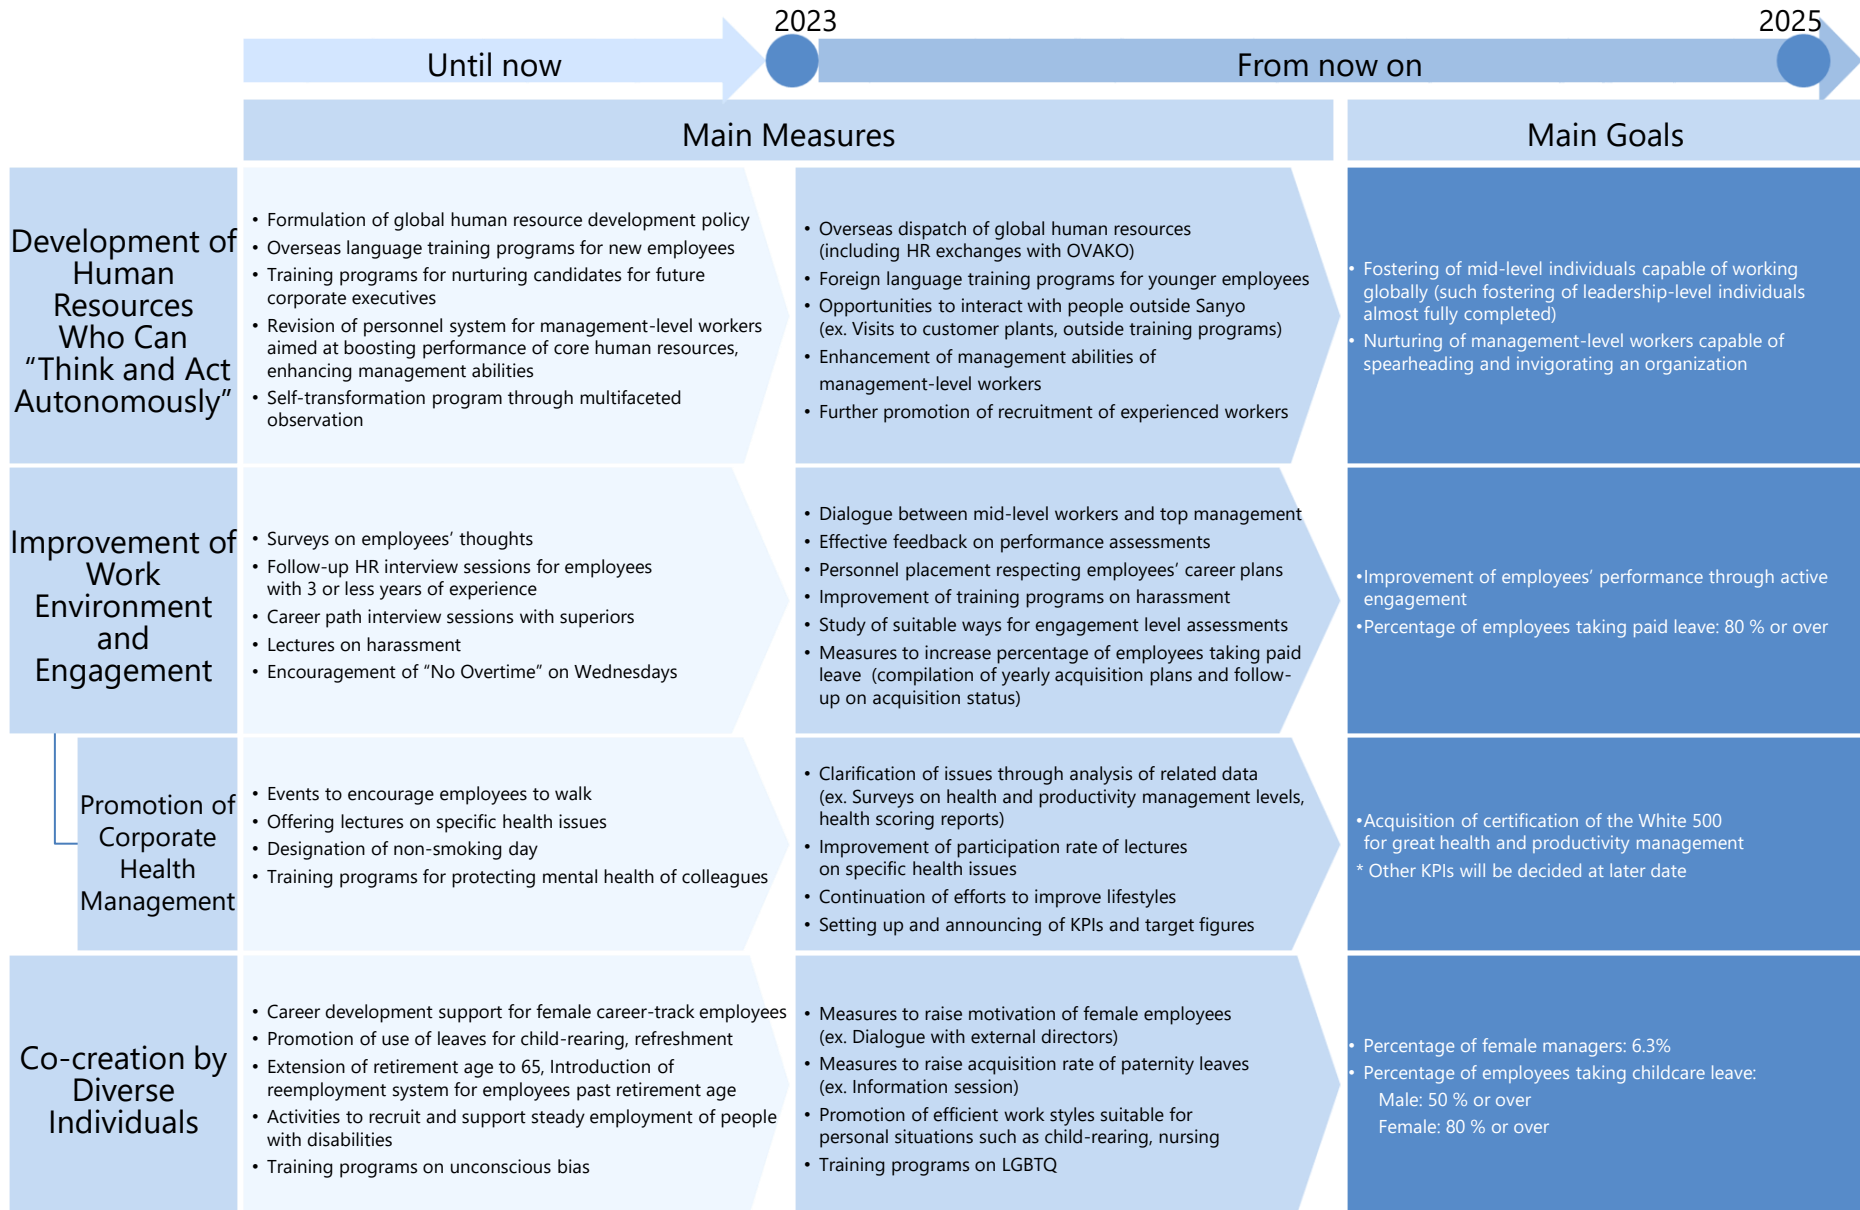 2023
2025
Until now
From now on
Main Measures
Main Goals
Development of
Human
Resources
Who Can
“Think and Act
Autonomously”
• Formulation of global human resource development policy
• Overseas language training programs for new employees
• Training programs for nurturing candidates for future
corporate executives
• Revision of personnel system for management-level workers
aimed at boosting performance of core human resources,
enhancing management abilities
• Self-transformation program through multifaceted
observation
• Overseas dispatch of global human resources
(including HR exchanges with OVAKO)
• Foreign language training programs for younger employees
• Opportunities to interact with people outside Sanyo
(ex. Visits to customer plants, outside training programs)
• Enhancement of management abilities of
management-level workers
• Further promotion of recruitment of experienced workers
• Fostering of mid-level individuals capable of working
globally (such fostering of leadership-level individuals
almost fully completed)
• Nurturing of management-level workers capable of
spearheading and invigorating an organization
Improvement of
Work
Environment
and
Engagement
• Surveys on employees’ thoughts
• Follow-up HR interview sessions for employees
with 3 or less years of experience
• Career path interview sessions with superiors
• Lectures on harassment
• Encouragement of “No Overtime” on Wednesdays
• Dialogue between mid-level workers and top management
• Effective feedback on performance assessments
• Personnel placement respecting employees’ career plans
• Improvement of training programs on harassment
• Study of suitable ways for engagement level assessments
• Measures to increase percentage of employees taking paid
leave (compilation of yearly acquisition plans and follow-
up on acquisition status)
•Improvement of employees’ performance through active
engagement
•Percentage of employees taking paid leave: 80 % or over
Promotion of
Corporate
Health
Management
• Events to encourage employees to walk
• Offering lectures on specific health issues
• Designation of non-smoking day
• Training programs for protecting mental health of colleagues
• Clarification of issues through analysis of related data
(ex. Surveys on health and productivity management levels,
health scoring reports)
• Improvement of participation rate of lectures
on specific health issues
• Continuation of efforts to improve lifestyles
• Setting up and announcing of KPIs and target figures
•Acquisition of certification of the White 500
for great health and productivity management
* Other KPIs will be decided at later date
Co-creation by
Diverse
Individuals
• Career development support for female career-track employees
• Promotion of use of leaves for child-rearing, refreshment
• Extension of retirement age to 65, Introduction of
reemployment system for employees past retirement age
• Activities to recruit and support steady employment of people
with disabilities
• Training programs on unconscious bias
• Measures to raise motivation of female employees
(ex. Dialogue with external directors)
• Measures to raise acquisition rate of paternity leaves
(ex. Information session)
• Promotion of efficient work styles suitable for
personal situations such as child-rearing, nursing
• Training programs on LGBTQ
• Percentage of female managers: 6.3%
• Percentage of employees taking childcare leave:
Male: 50 % or over
Female: 80 % or over